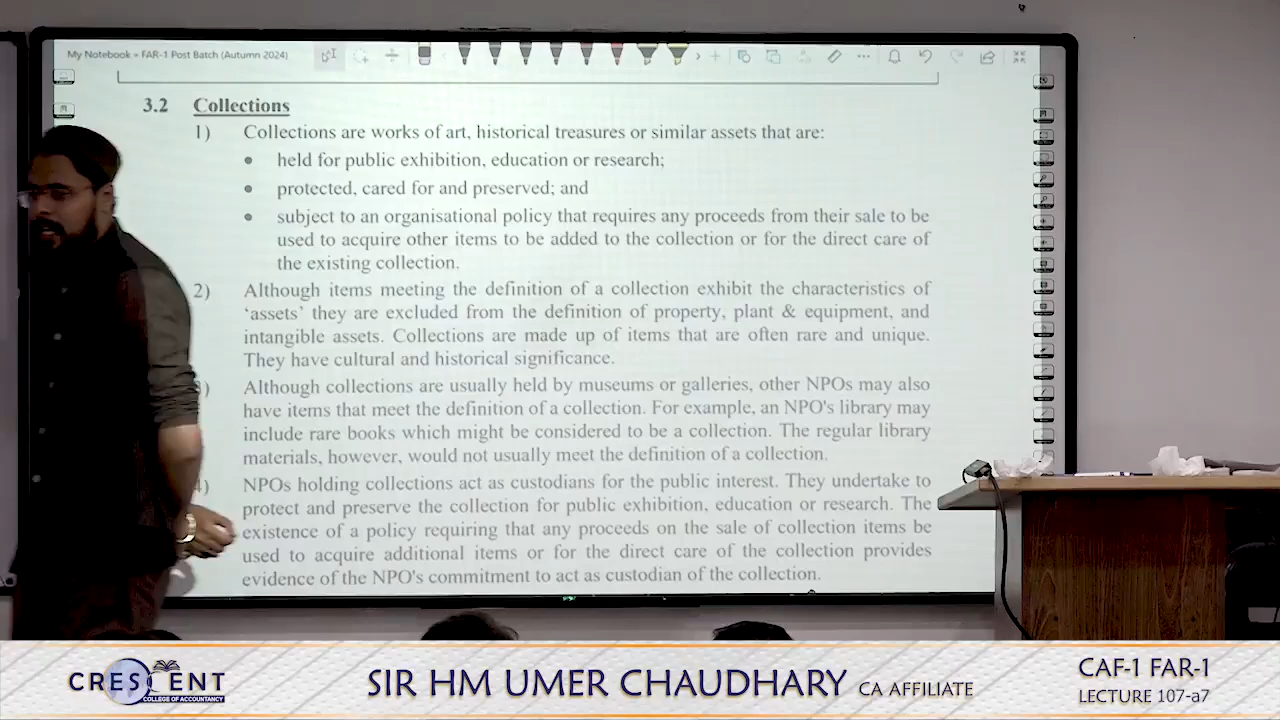 My Notebook » FAR-1 Post Batch (Autumn 2024)
3.2 Collections
1) Collections are works of art, historical treasures or similar assets that are:
• held for public exhibition, education or research;
• protected, cared for and preserved; and
• subject to an organisational policy that requires any proceeds from their sale to be
used to acquire other items to be added to the collection or for the direct care of
the existing collection.
2) Although items meeting the definition of a collection exhibit the characteristics of
‘assets’ they are excluded from the definition of property, plant & equipment, and
intangible assets. Collections are made up of items that are often rare and unique.
They have cultural and historical significance.
) Although collections are usually held by museums or galleries, other NPOs may also
have items that meet the definition of a collection. For example, an NPO's library may
include rare books which might be considered to be a collection. The regular library
materials, however, would not usually meet the definition of a collection.
4) NPOs holding collections act as custodians for the public interest. They undertake to
protect and preserve the collection for public exhibition, education or research. The
existence of a policy requiring that any proceeds on the sale of collection items be
used to acquire additional items or for the direct care of the collection provides
evidence of the NPO's commitment to act as custodian of the collection.
CRESCENT
COLLEGE OF ACCOUNTANCY
SIR HM UMER CHAUDHARY CA AFFILIATE
CAF-1 FAR-1
LECTURE 107-a7